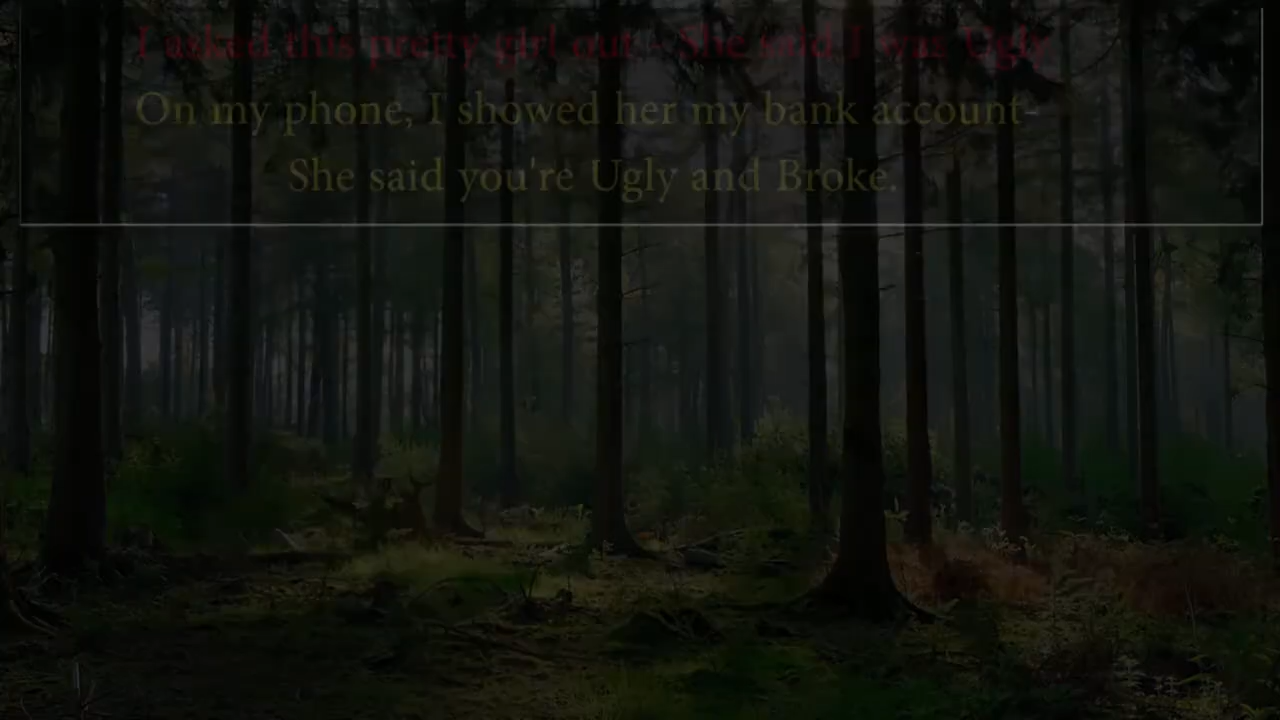 I asked this pretty girl out - She said I was Ugly
On my phone, I showed her my bank account-
She said you're Ugly and Broke.